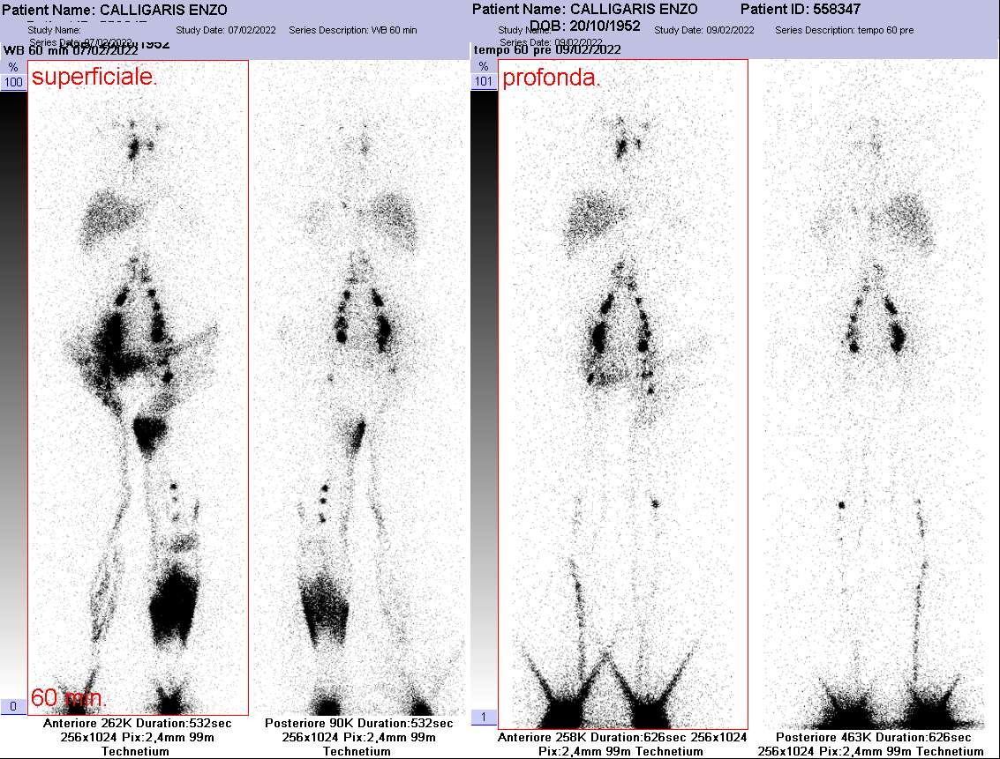 Patient Name: CALLIGARIS ENZO
Study Name:
Study Date: 07/02/2022
Series Description: WB 60 min
Series Date: 07/02/2022
WB 60 min 07/02/2022
Patient Name: CALLIGARIS ENZO
Patient ID: 558347
DOB: 20/10/1952
Study Name:
Study Date: 09/02/2022
Series Description: tempo 60 pre
Series Date: 09/02/2022
tempo 60 pre 09/02/2022
%
100
superficiale.
%
101
profonda.
0
60 min.
1
Anteriore 262K Duration:532sec
256x1024 Pix:2,4mm 99m
Technetium
Posteriore 90K Duration:532sec
256x1024 Pix:2,4mm 99m
Technetium
Anteriore 258K Duration:626sec 256x1024
Pix:2,4mm 99m Technetium
Posteriore 463K Duration:626sec
256x1024 Pix:2,4mm 99m Technetium